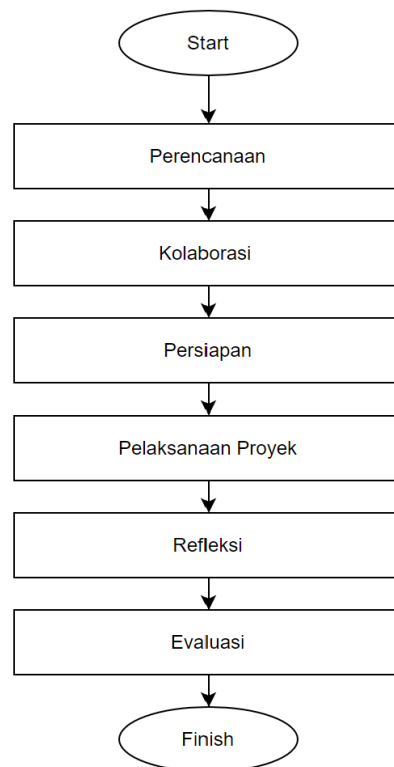 Start
Perencanaan
Kolaborasi
Persiapan
Pelaksanaan Proyek
Refleksi
Evaluasi
Finish